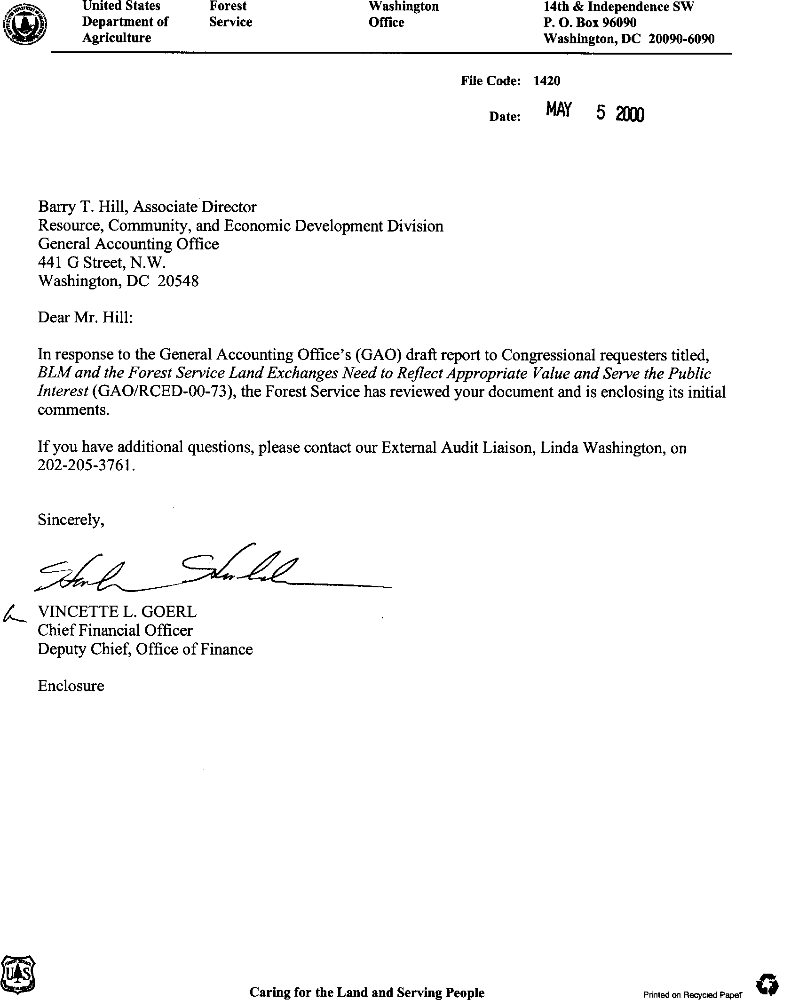 United States Forest Washington 14th & Independence SW
Department of Service Office P. O. Box 96090
Agriculture Washington, DC 20090-6090
File Code: 1420
Date: MAY 5 2000
Barry T. Hill, Associate Director
Resource, Community, and Economic Development Division
General Accounting Office
441 G Street, N.W.
Washington, DC 20548
Dear Mr. Hill:
In response to the General Accounting Office's (GAO) draft report to Congressional requesters titled,
BLM and the Forest Service Land Exchanges Need to Reflect Appropriate Value and Serve the Public
Interest (GAO/RCED-00-73), the Forest Service has reviewed your document and is enclosing its initial
comments.
If you have additional questions, please contact our External Audit Liaison, Linda Washington, on
202-205-3761.
Sincerely,
VINCETTE L. GOERL
Chief Financial Officer
Deputy Chief, Office of Finance
Enclosure
FOREST SERVICE
UAS
Caring for the Land and Serving People
Printed on Recycled Paper